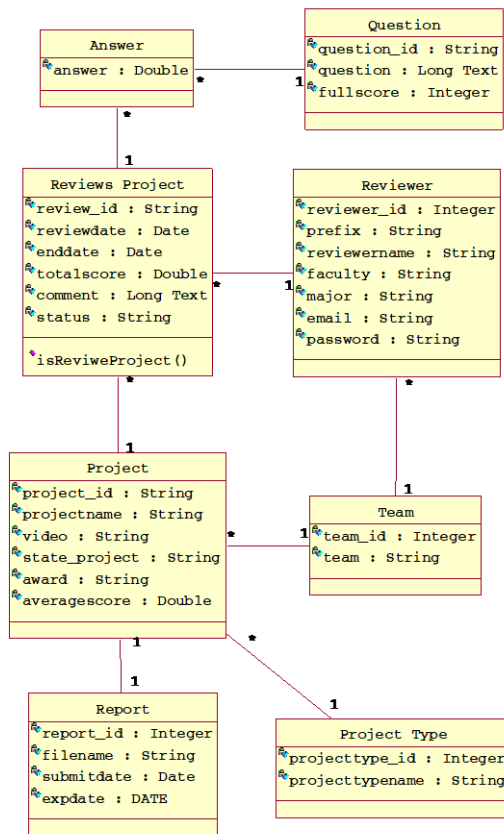 Answer
answer : Double
*
1
*
1
Question
question_id : String
question : Long Text
fullscore : Integer
Reviews Project
review_id : String
reviewdate : Date
enddate : Date
totalscore : Double
comment : Long Text
status : String
isReviweProject()
*
1
*
1
Reviewer
reviewer_id : Integer
prefix : String
reviewername : String
faculty : String
major : String
email : String
password : String
*
1
Project
project_id : String
projectname : String
video : String
state_project : String
award : String
averagescore : Double
*
1
Team
team_id : Integer
team : String
1
1
*
1
Report
report_id : Integer
filename : String
submitdate : Date
expdate : DATE
Project Type
projecttype_id : Integer
projecttypename : String